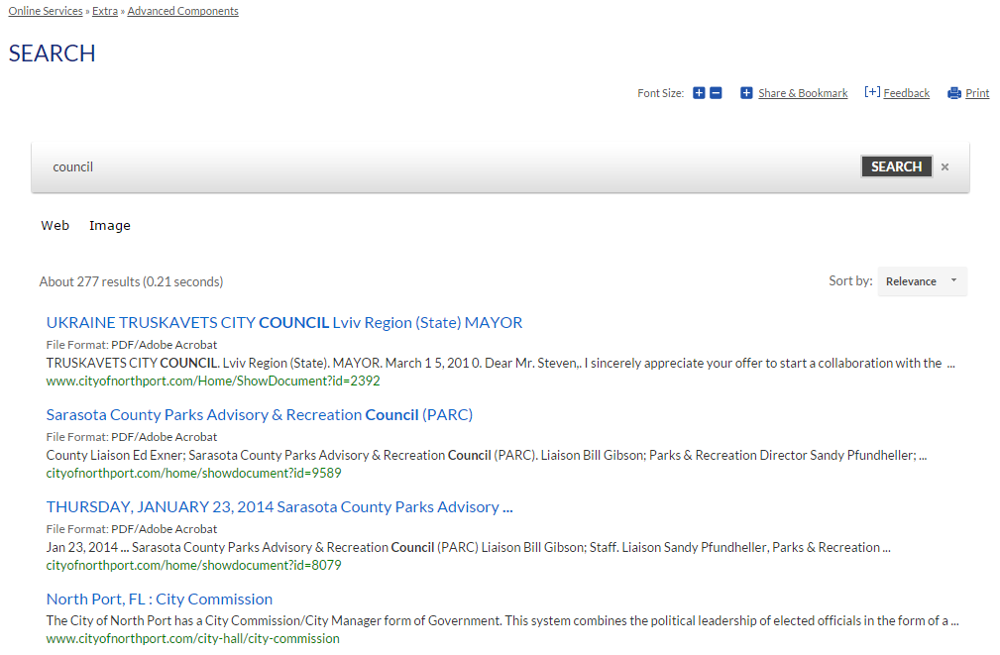 Online Services » Extra » Advanced Components
SEARCH
Font Size: + − + Share & Bookmark [+] Feedback Print
council SEARCH ×
Web Image
About 277 results (0.21 seconds) Sort by: Relevance
UKRAINE TRUSKAVETS CITY COUNCIL Lviv Region (State) MAYOR
File Format: PDF/Adobe Acrobat
TRUSKAVETS CITY COUNCIL. Lviv Region (State). MAYOR. March 1 5, 201 0. Dear Mr. Steven,. I sincerely appreciate your offer to start a collaboration with the ...
www.cityofnorthport.com/Home/ShowDocument?id=2392
Sarasota County Parks Advisory & Recreation Council (PARC)
File Format: PDF/Adobe Acrobat
County Liaison Ed Exner; Sarasota County Parks Advisory & Recreation Council (PARC). Liaison Bill Gibson; Parks & Recreation Director Sandy Pfundheller; ...
cityofnorthport.com/home/showdocument?id=9589
THURSDAY, JANUARY 23, 2014 Sarasota County Parks Advisory ...
File Format: PDF/Adobe Acrobat
Jan 23, 2014 ... Sarasota County Parks Advisory & Recreation Council (PARC) Liaison Bill Gibson; Staff. Liaison Sandy Pfundheller, Parks & Recreation ...
cityofnorthport.com/home/showdocument?id=8079
North Port, FL : City Commission
The City of North Port has a City Commission/City Manager form of Government. This system combines the political leadership of elected officials in the form of a ...
www.cityofnorthport.com/city-hall/city-commission